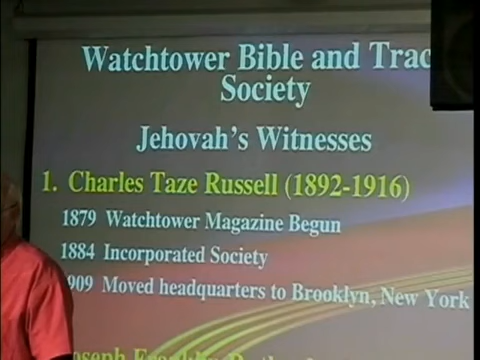 Watchtower Bible and Trac
Society
Jehovah's Witnesses
1. Charles Taze Russell (1892-1916)
1879 Watchtower Magazine Begun
1884 Incorporated Society
909 Moved headquarters to Brooklyn, New York